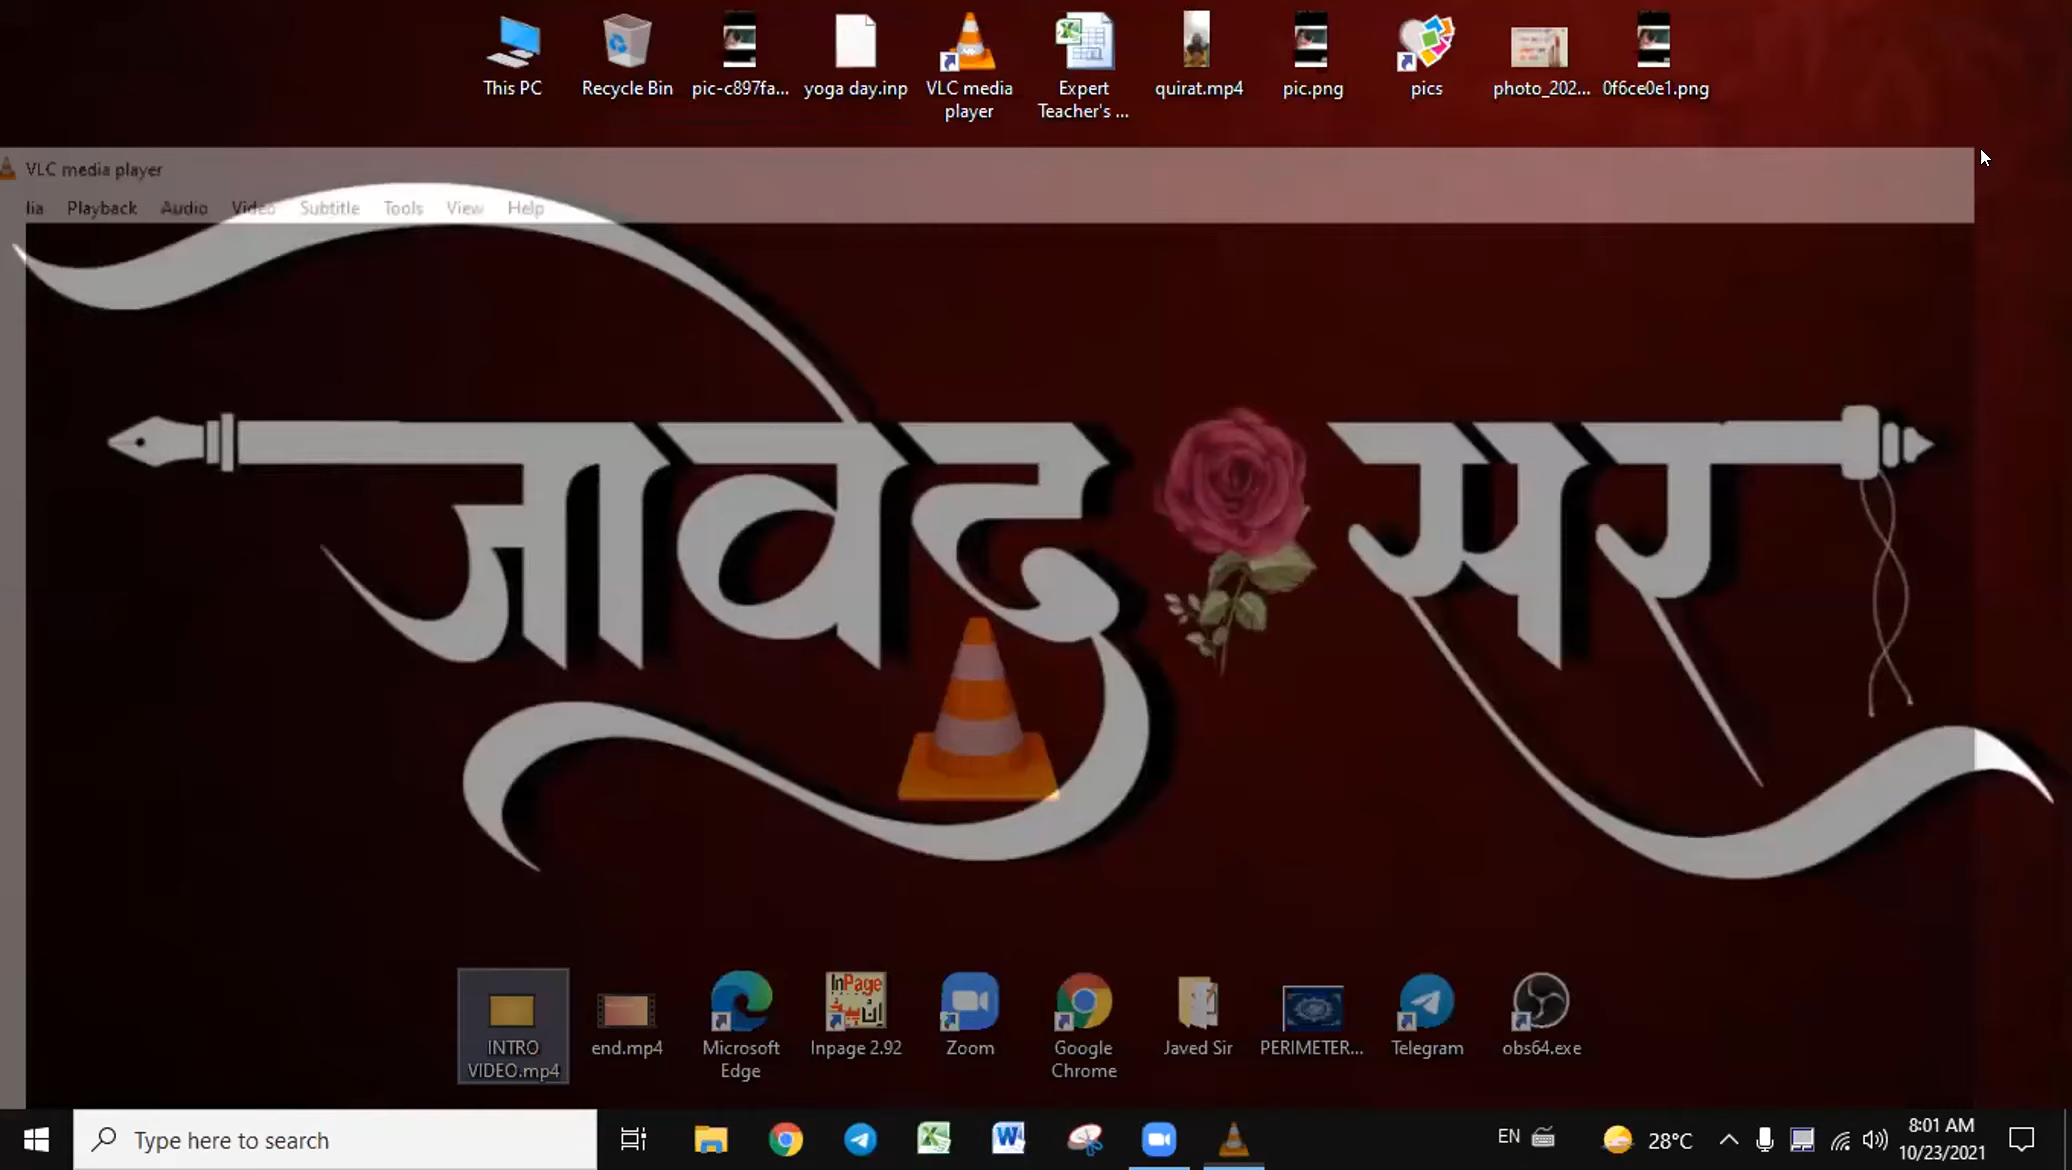 This PC
Recycle Bin
pic-c897fa...
yoga day.inp
VLC media
player
Expert
Teacher's ...
quirat.mp4
pic.png
pics
photo_202...
0f6ce0e1.png
VLC media player
lia Playback Audio Video Subtitle Tools View Help
जावद सर
INTRO
VIDEO.mp4
end.mp4
Microsoft
Edge
InPage
Inpage 2.92
Zoom
Google
Chrome
Javed Sir
PERIMETER...
Telegram
obs64.exe
Type here to search
EN
28°C
8:01 AM
10/23/2021